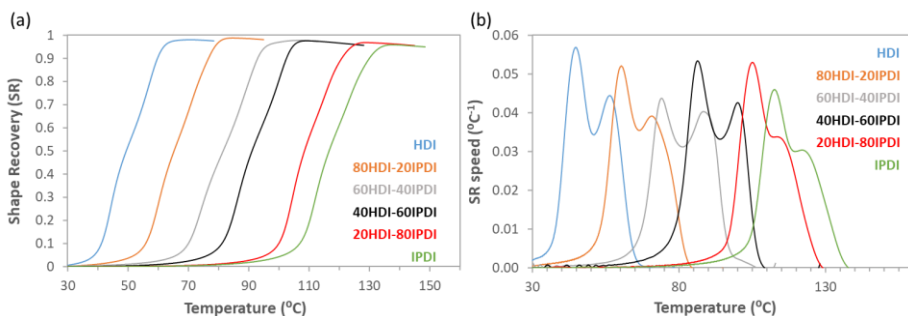 (a)
Shape Recovery (SR)
1
0.9
0.8
0.7
0.6
0.5
0.4
0.3
0.2
0.1
0
30
50
70
90
110
130
150
Temperature (⁰C)
HDI
80HDI-20IPDI
60HDI-40IPDI
40HDI-60IPDI
20HDI-80IPDI
IPDI
(b)
SR speed (⁰C⁻¹)
0.06
0.05
0.04
0.03
0.02
0.01
0.00
30
80
130
Temperature (⁰C)
HDI
80HDI-20IPDI
60HDI-40IPDI
40HDI-60IPDI
20HDI-80IPDI
IPDI